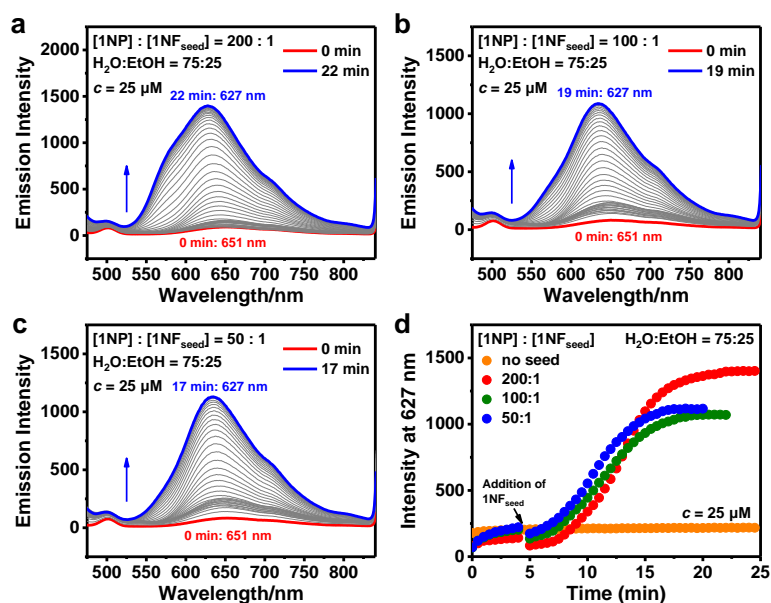 a
[1NP] : [1NFseed] = 200 : 1
H2O:EtOH = 75:25
c = 25 μM
0 min
22 min
22 min: 627 nm
0 min: 651 nm
Emission Intensity
2000
1500
1000
500
0
500 550 600 650 700 750 800
Wavelength/nm
b
[1NP] : [1NFseed] = 100 : 1
H2O:EtOH = 75:25
c = 25 μM
0 min
19 min
19 min: 627 nm
0 min: 651 nm
Emission Intensity
1500
1000
500
0
500 550 600 650 700 750 800
Wavelength/nm
c
[1NP] : [1NFseed] = 50 : 1
H2O:EtOH = 75:25
c = 25 μM
0 min
17 min
17 min: 627 nm
0 min: 651 nm
Emission Intensity
1500
1000
500
0
500 550 600 650 700 750 800
Wavelength/nm
d
[1NP] : [1NFseed]
H2O:EtOH = 75:25
no seed
200:1
100:1
50:1
Addition of
1NFseed
c = 25 μM
Intensity at 627 nm
1500
1000
500
0
0 5 10 15 20 25
Time (min)